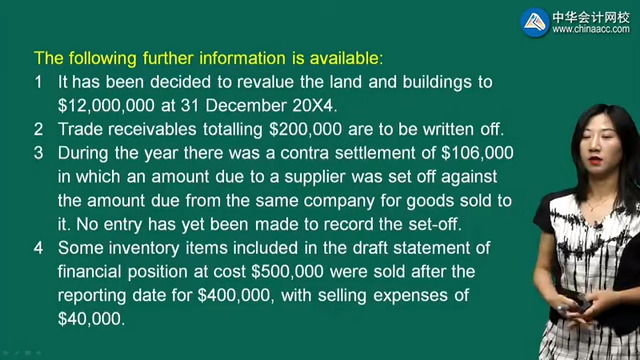 中华会计网校
www.chinaacc.com
The following further information is available:
1 It has been decided to revalue the land and buildings to
$12,000,000 at 31 December 20X4.
2 Trade receivables totalling $200,000 are to be written off.
3 During the year there was a contra settlement of $106,000
in which an amount due to a supplier was set off against
the amount due from the same company for goods sold to
it. No entry has yet been made to record the set-off.
4 Some inventory items included in the draft statement of
financial position at cost $500,000 were sold after the
reporting date for $400,000, with selling expenses of
$40,000.